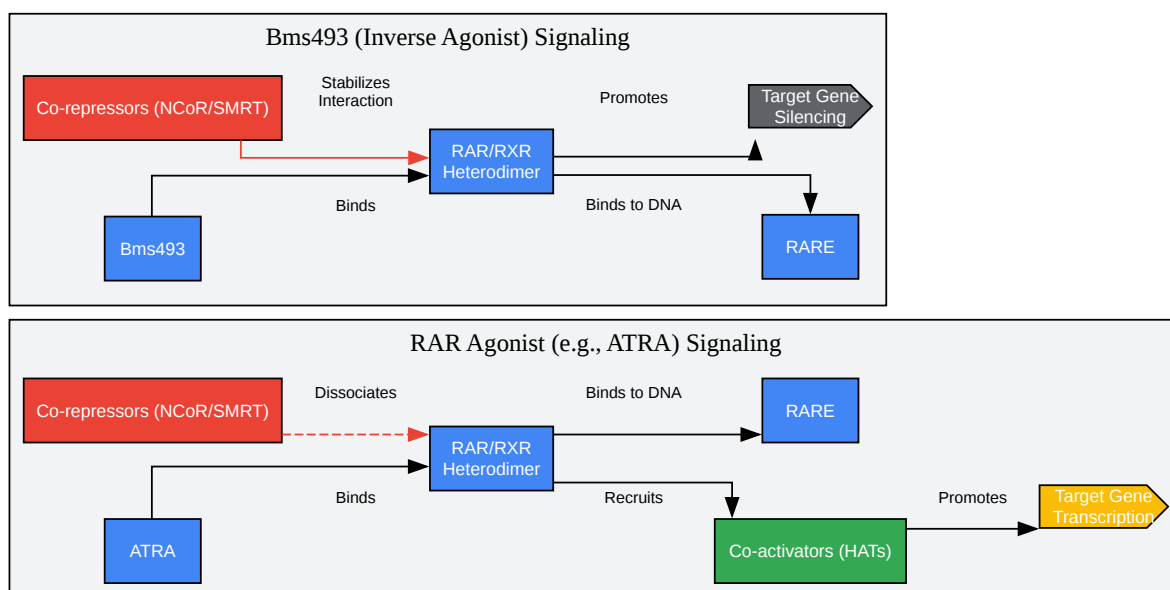 Bms493 (Inverse Agonist) Signaling
Co-repressors (NCoR/SMRT)
Stabilizes
Interaction
Promotes
Target Gene
Silencing
RAR/RXR
Heterodimer
Binds
Binds to DNA
Bms493
RARE
RAR Agonist (e.g., ATRA) Signaling
Co-repressors (NCoR/SMRT)
Dissociates
Binds to DNA
RARE
RAR/RXR
Heterodimer
Binds
Recruits
Promotes
Target Gene
Transcription
ATRA
Co-activators (HATs)